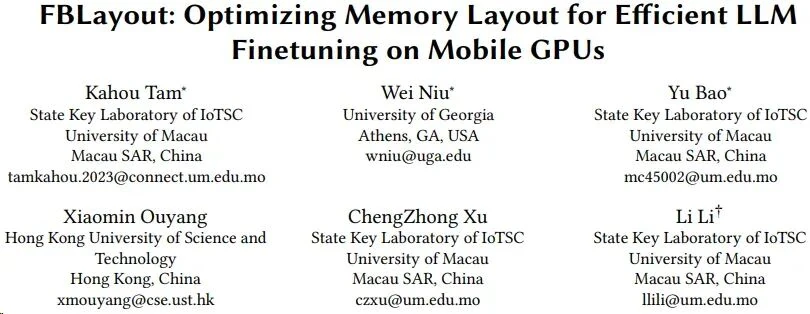 FBLayout: Optimizing Memory Layout for Efficient LLM
Finetuning on Mobile GPUs
Kahou Tam*
State Key Laboratory of IoTSC
University of Macau
Macau SAR, China
tamkahou.2023@connect.um.edu.mo
Wei Niu*
University of Georgia
Athens, GA, USA
wniu@uga.edu
Yu Bao*
State Key Laboratory of IoTSC
University of Macau
Macau SAR, China
mc45002@um.edu.mo
Xiaomin Ouyang
Hong Kong University of Science and
Technology
Hong Kong, China
xmouyang@cse.ust.hk
ChengZhong Xu
State Key Laboratory of IoTSC
University of Macau
Macau SAR, China
czxu@um.edu.mo
Li Li†
State Key Laboratory of IoTSC
University of Macau
Macau SAR, China
llili@um.edu.mo